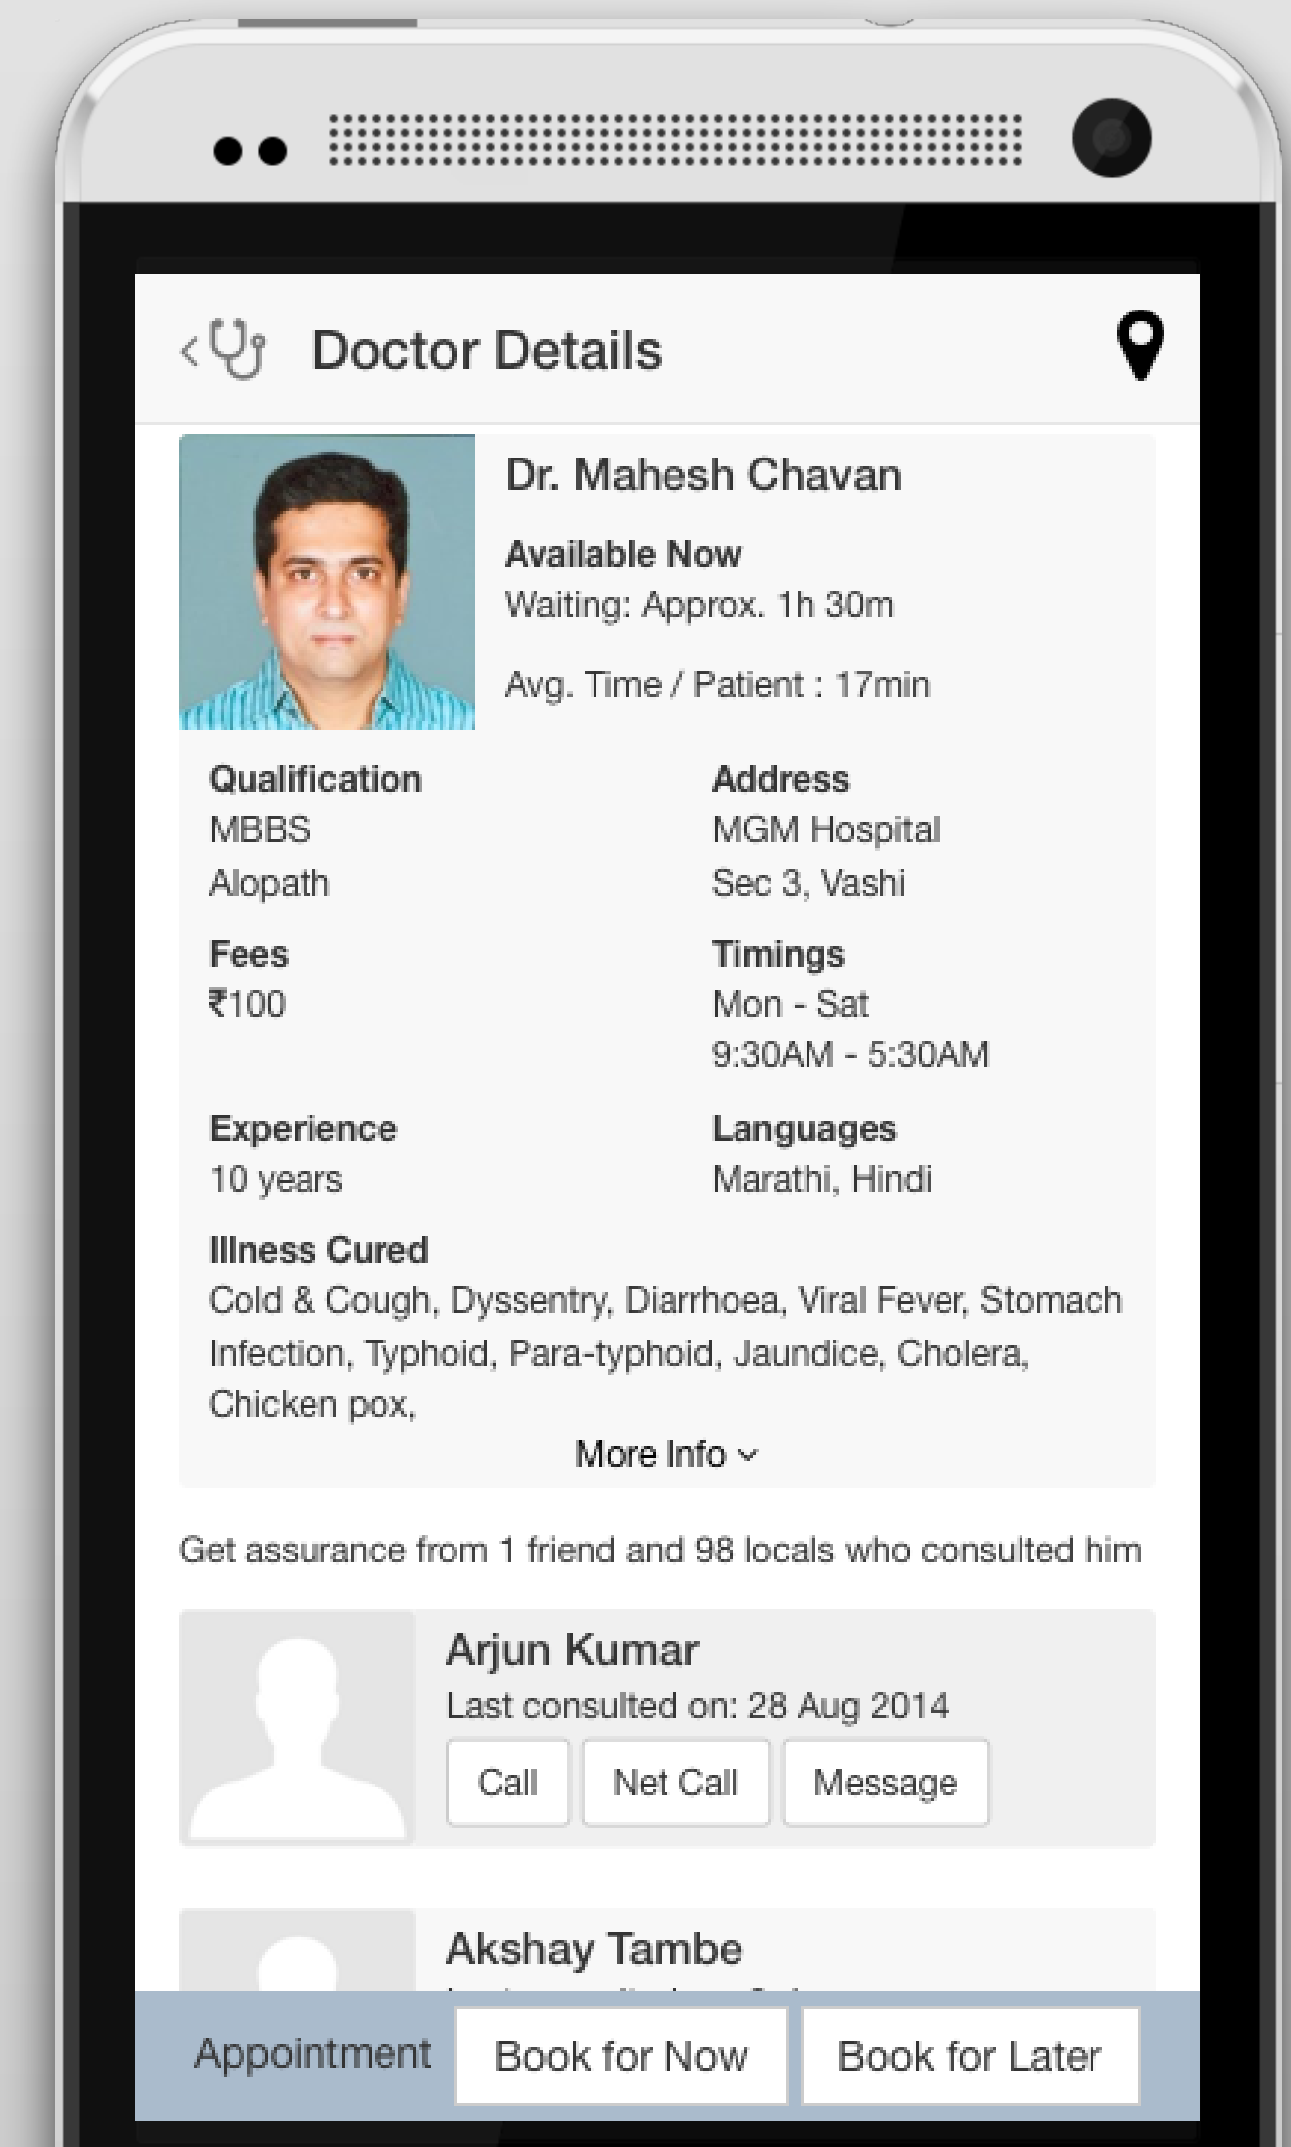 Doctor Details
Dr. Mahesh Chavan
Available Now
Waiting: Approx. 1h 30m
Avg. Time / Patient : 17min
Qualification
MBBS
Alopath
Address
MGM Hospital
Sec 3, Vashi
Fees
₹100
Timings
Mon - Sat
9:30AM - 5:30AM
Experience
10 years
Languages
Marathi, Hindi
Illness Cured
Cold & Cough, Dyssentry, Diarrhoea, Viral Fever, Stomach
Infection, Typhoid, Para-typhoid, Jaundice, Cholera,
Chicken pox,
More Info
Get assurance from 1 friend and 98 locals who consulted him
Arjun Kumar
Last consulted on: 28 Aug 2014
Call Net Call Message
Akshay Tambe
Appointment Book for Now Book for Later